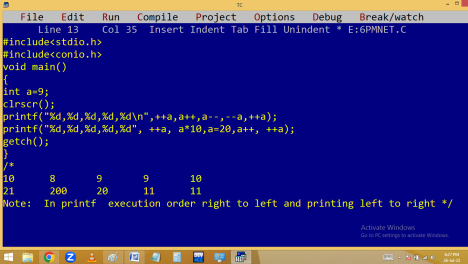 TC
File Edit Run Compile Project Options Debug Break/watch
Line 13 Col 35 Insert Indent Tab Fill Unindent * E:6PMNET.C
#include<stdio.h>
#include<conio.h>
void main()
{
int a=9;
clrscr();
printf("%d,%d,%d,%d,%d\n",++a,a++,a--,--a,++a);
printf("%d,%d,%d,%d,%d", ++a, a*10,a=20,a++, ++a);
getch();
}
/*
10 8 9 9 10
21 200 20 11 11
Note: In printf execution order right to left and printing left to right */
Activate Windows
Go to PC settings to activate Windows.